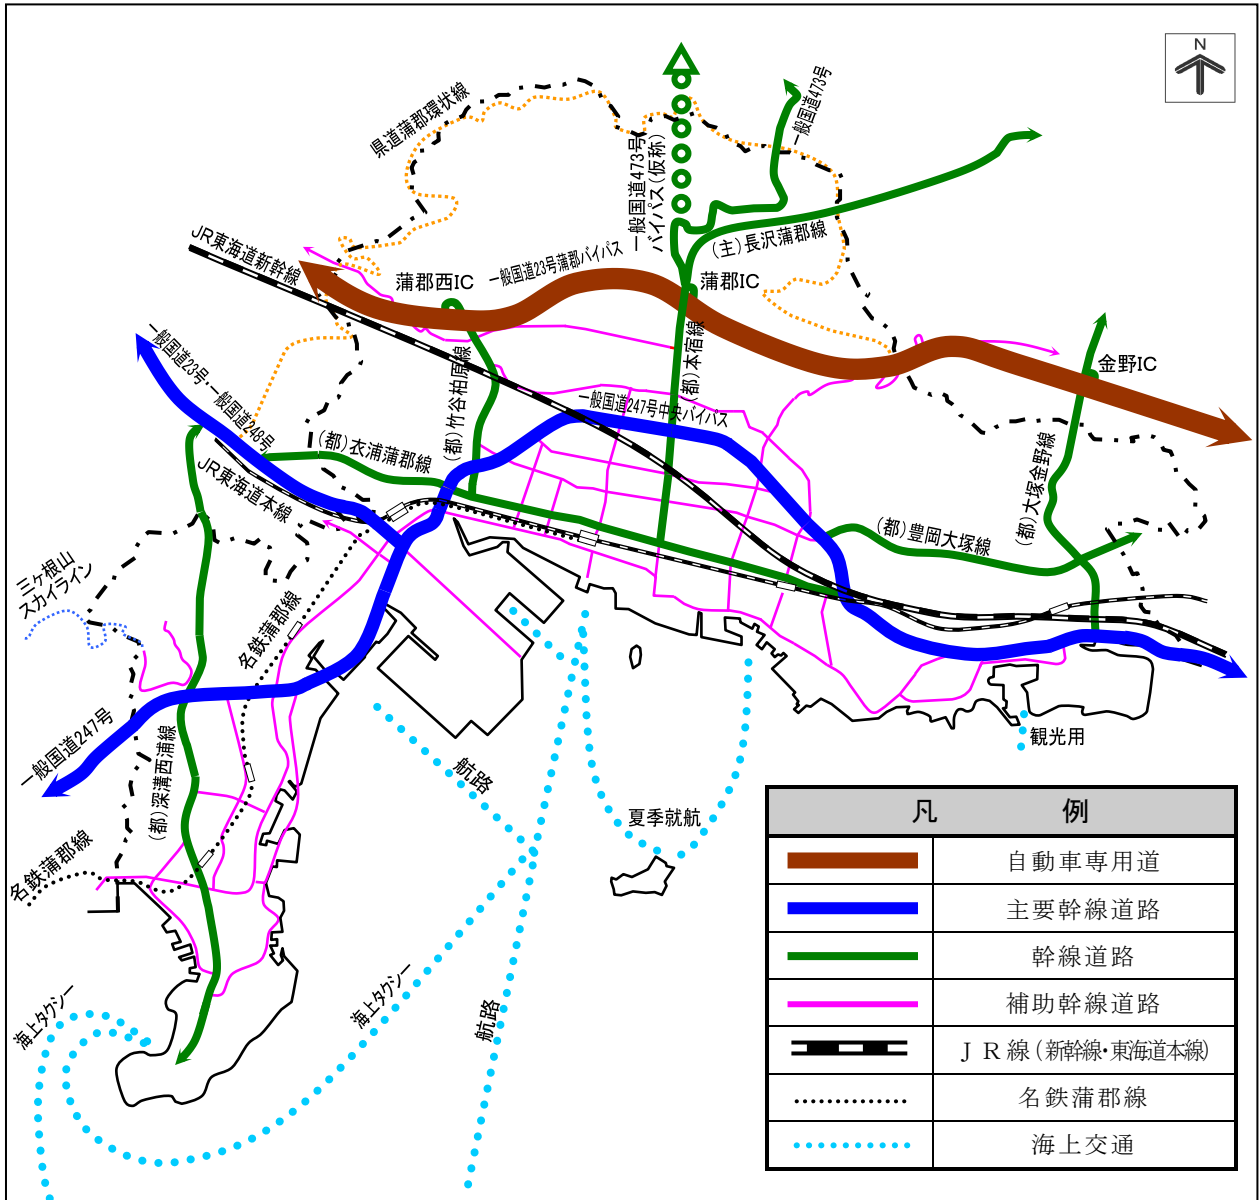 N
県道蒲郡環状線
一般国道473号
バイパス(仮称)
一般国道473号
(主)長沢蒲郡線
JR東海道新幹線
蒲郡西IC
一般国道23号蒲郡バイパス
蒲郡IC
金野IC
一般国道23号・一般国道248号
(都)衣浦蒲郡線
(都)竹谷柏原線
一般国道247号中央バイパス
(都)本宿線
JR東海道本線
(都)豊岡大塚線
(都)大塚金野線
三ヶ根山
スカイライン
名鉄蒲郡線
一般国道247号
(都)深溝西浦線
名鉄蒲郡線
航路
夏季就航
観光用
海上タクシー
海上タクシー
航路
凡 例
自動車専用道
主要幹線道路
幹線道路
補助幹線道路
JR線(新幹線・東海道本線)
名鉄蒲郡線
海上交通